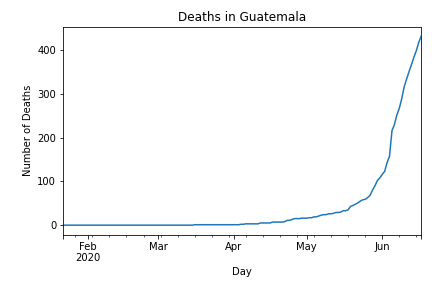 Deaths in Guatemala
Number of Deaths
400
300
200
100
0
Feb
2020
Mar
Apr
May
Jun
Day